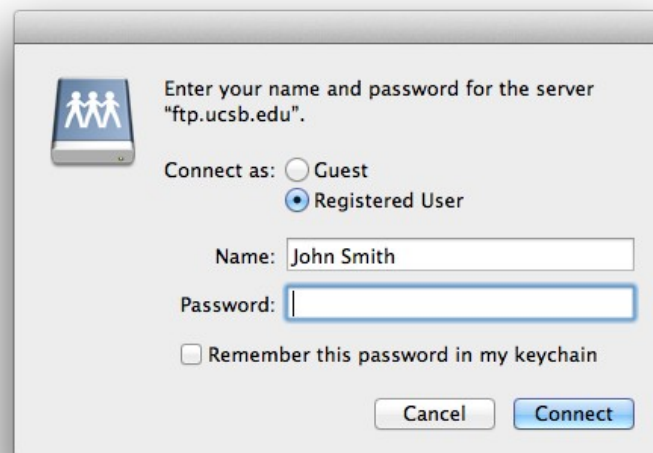 Enter your name and password for the server
“ftp.ucsb.edu”.
Connect as: Guest
Registered User
Name: John Smith
Password:
Remember this password in my keychain
Cancel Connect